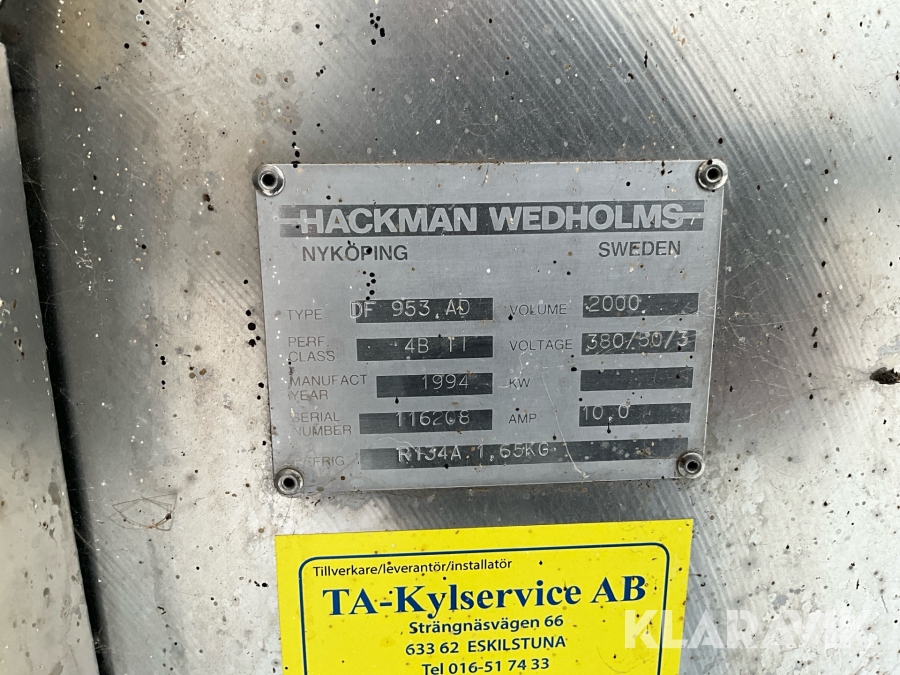 HACKMAN WEDHOLMS
NYKÖPING SWEDEN
TYPE DF 953 AD VOLUME 2000
PERF. CLASS 4B II VOLTAGE 380/50/3
MANUFACT YEAR 1994 KW
SERIAL NUMBER 116208 AMP 10,0
REFRIG R134A 1,65KG
Tillverkare/leverantör/installatör
TA-Kylservice AB
Strängnäsvägen 66
633 62 ESKILSTUNA
Tel 016-51 74 33
KLARAVIK